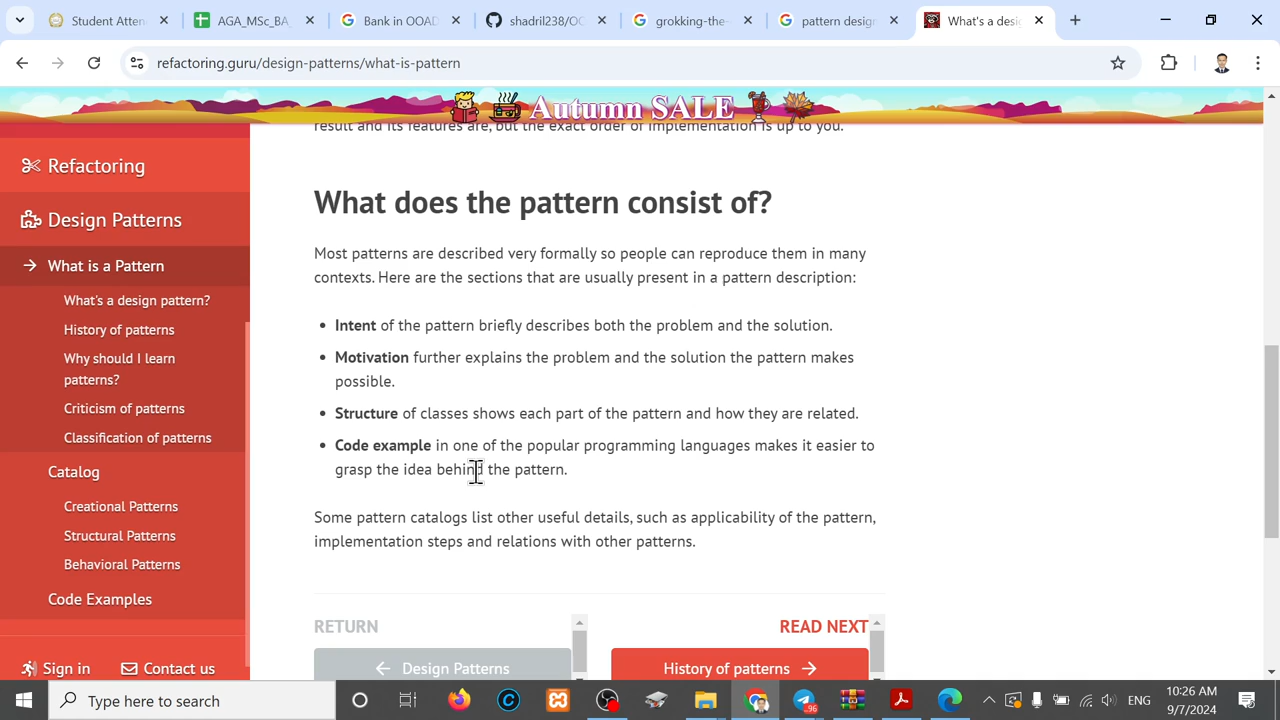 Student Atten
AGA_MSc_BA_
Bank in OOAD
shadril238/OO
grokking-the-
pattern design
What's a desi
refactoring.guru/design-patterns/what-is-pattern
Autumn SALE
result and its features are, but the exact order of implementation is up to you.
Refactoring
Design Patterns
What is a Pattern
What's a design pattern?
History of patterns
Why should I learn
patterns?
Criticism of patterns
Classification of patterns
Catalog
Creational Patterns
Structural Patterns
Behavioral Patterns
Code Examples
Sign in
Contact us
What does the pattern consist of?
Most patterns are described very formally so people can reproduce them in many
contexts. Here are the sections that are usually present in a pattern description:
• Intent of the pattern briefly describes both the problem and the solution.
• Motivation further explains the problem and the solution the pattern makes
possible.
• Structure of classes shows each part of the pattern and how they are related.
• Code example in one of the popular programming languages makes it easier to
grasp the idea behind the pattern.
Some pattern catalogs list other useful details, such as applicability of the pattern,
implementation steps and relations with other patterns.
RETURN
READ NEXT
Design Patterns
History of patterns
Type here to search
96
ENG
10:26 AM
9/7/2024